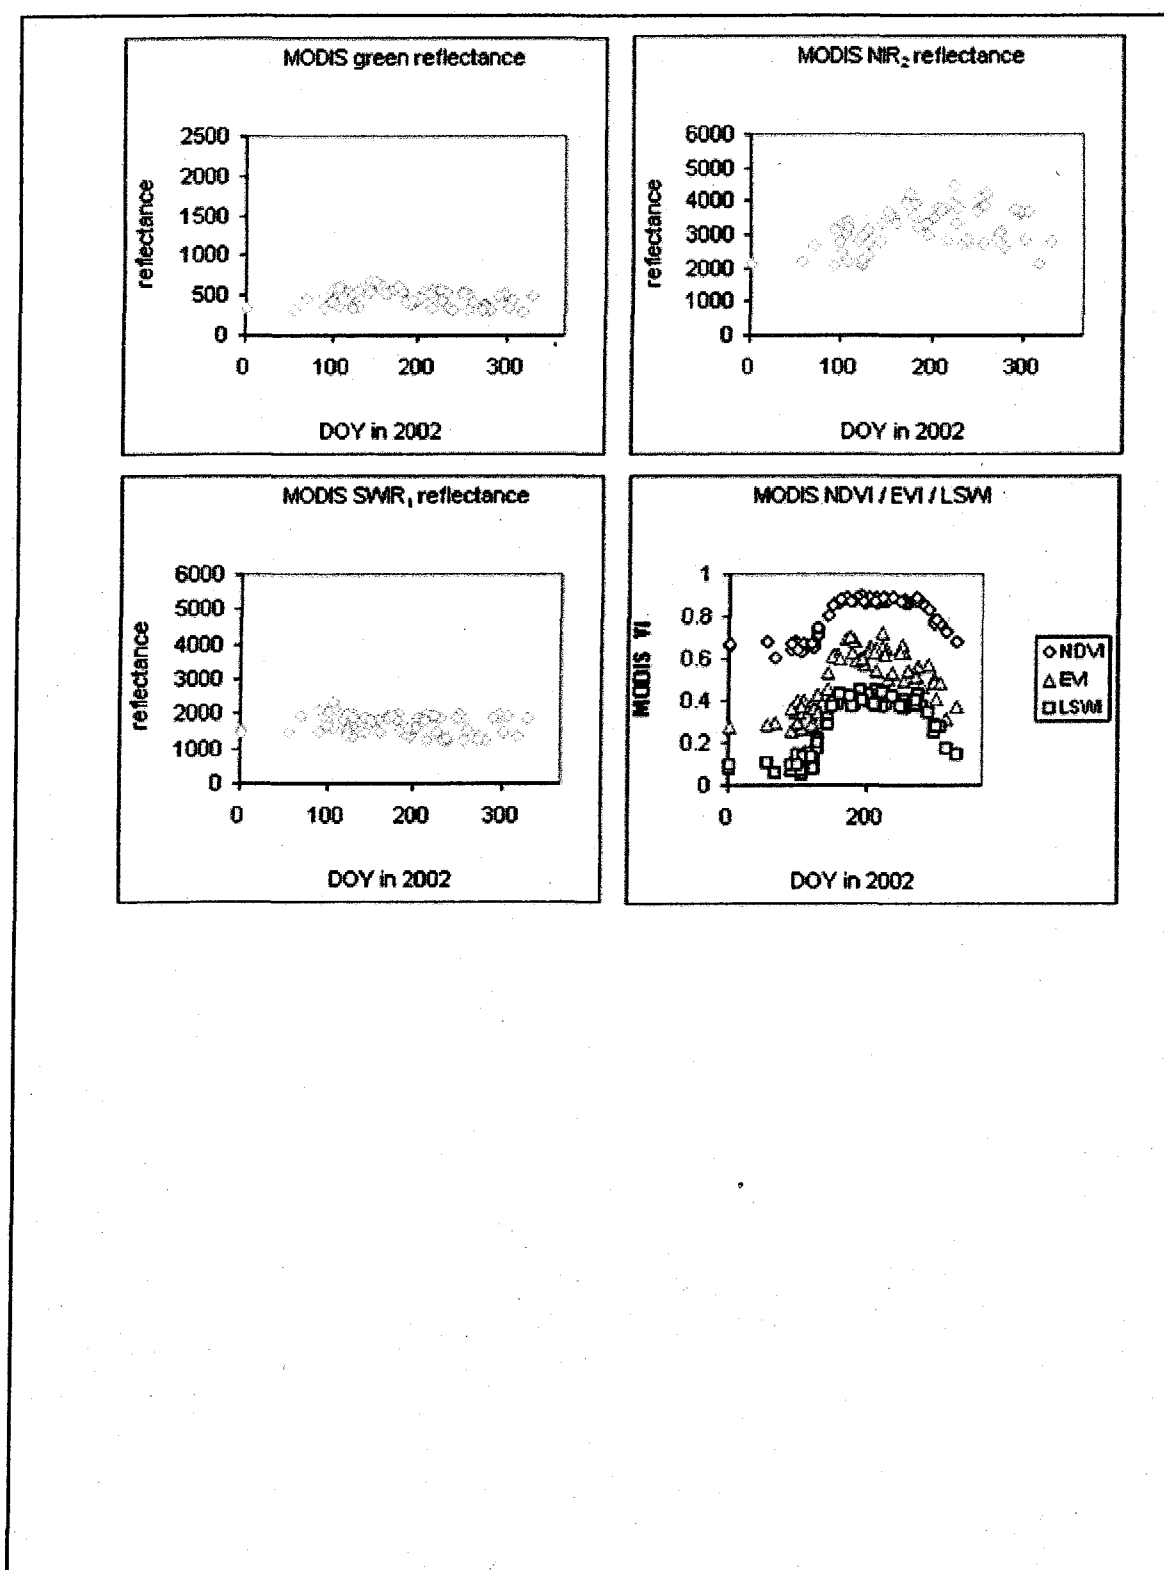 MODIS green reflectance
2500
2000
1500
1000
500
0
reflectance
0 100 200 300
DOY in 2002
MODIS NIR₂ reflectance
6000
5000
4000
3000
2000
1000
0
reflectance
0 100 200 300
DOY in 2002
MODIS SWIR₁ reflectance
6000
5000
4000
3000
2000
1000
0
reflectance
0 100 200 300
DOY in 2002
MODIS NDVI / EVI / LSWI
1
0.8
0.6
0.4
0.2
0
MODIS VI
0 200
DOY in 2002
NDVI
EVI
LSWI